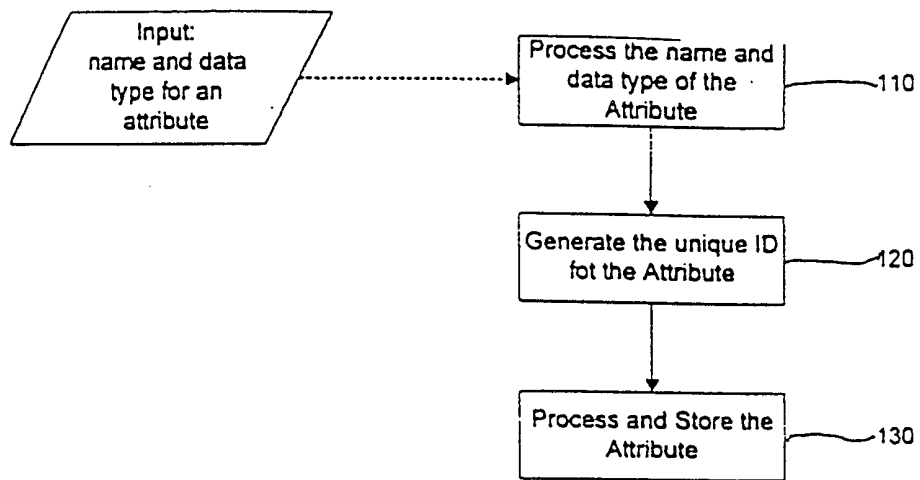 Input:
name and data
type for an
attribute
Process the name and
data type of the
Attribute
110
Generate the unique ID
fot the Attribute
120
Process and Store the
Attribute
130